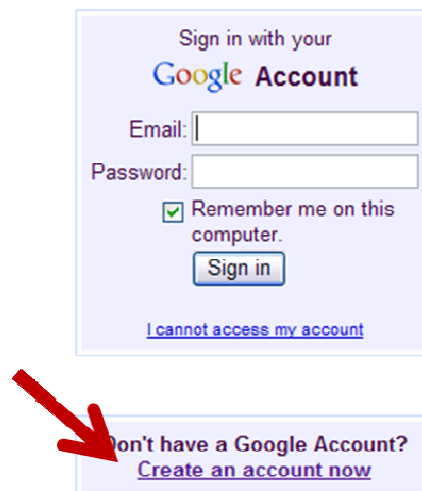 Sign in with your
Google Account
Email:
Password:
Remember me on this
computer.
Sign in
I cannot access my account
Don't have a Google Account?
Create an account now